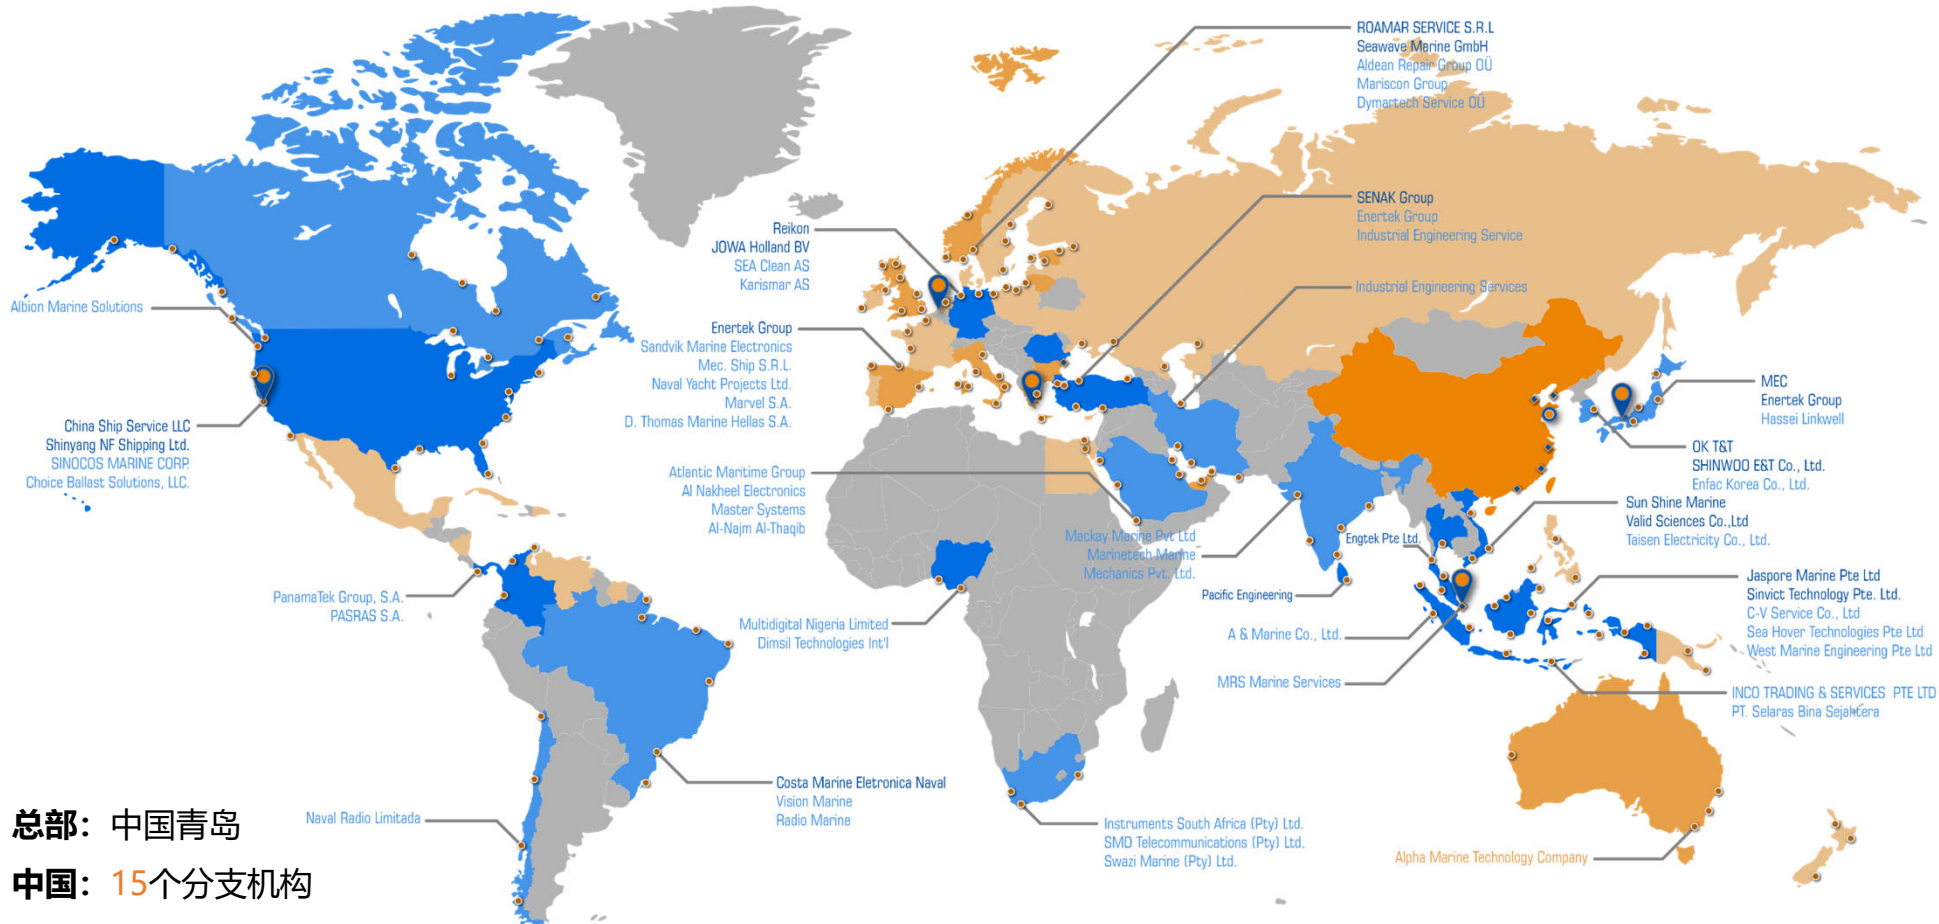 ROAMAR SERVICE S.R.L
Seawave Marine GmbH
Aldean Repair Group OÜ
Mariscon Group
Dymartech Service OÜ
SENAK Group
Enertek Group
Industrial Engineering Service
Reikon
JOWA Holland BV
SEA Clean AS
Karismar AS
Industrial Engineering Services
Albion Marine Solutions
Enertek Group
Sandvik Marine Electronics
Mec. Ship S.R.L.
Naval Yacht Projects Ltd.
Marvel S.A.
D. Thomas Marine Hellas S.A.
MEC
Enertek Group
Hassei Linkwell
China Ship Service LLC
Shinyang NF Shipping Ltd.
SINOCOS MARINE CORP.
Choice Ballast Solutions, LLC.
OK T&T
SHINWOO E&T Co., Ltd.
Enfac Korea Co., Ltd.
Atlantic Maritime Group
Al Nakheel Electronics
Master Systems
Al-Najm Al-Thaqib
Sun Shine Marine
Valid Sciences Co.,Ltd
Taisen Electricity Co., Ltd.
Mackay Marine Pvt Ltd
Marinetech Marine
Mechanics Pvt. Ltd.
Engtek Pte Ltd.
Jaspore Marine Pte Ltd
Sinvict Technology Pte. Ltd.
C-V Service Co., Ltd
Sea Hover Technologies Pte Ltd
West Marine Engineering Pte Ltd
PanamaTek Group, S.A.
PASRAS S.A.
Pacific Engineering
Multidigital Nigeria Limited
Dimsil Technologies Int'l
A & Marine Co., Ltd.
MRS Marine Services
INCO TRADING & SERVICES PTE LTD
PT. Selaras Bina Sejahtera
Costa Marine Eletronica Naval
Vision Marine
Radio Marine
Naval Radio Limitada
Instruments South Africa (Pty) Ltd.
SMD Telecommunications (Pty) Ltd.
Swazi Marine (Pty) Ltd.
Alpha Marine Technology Company
总部：中国青岛
中国：15个分支机构